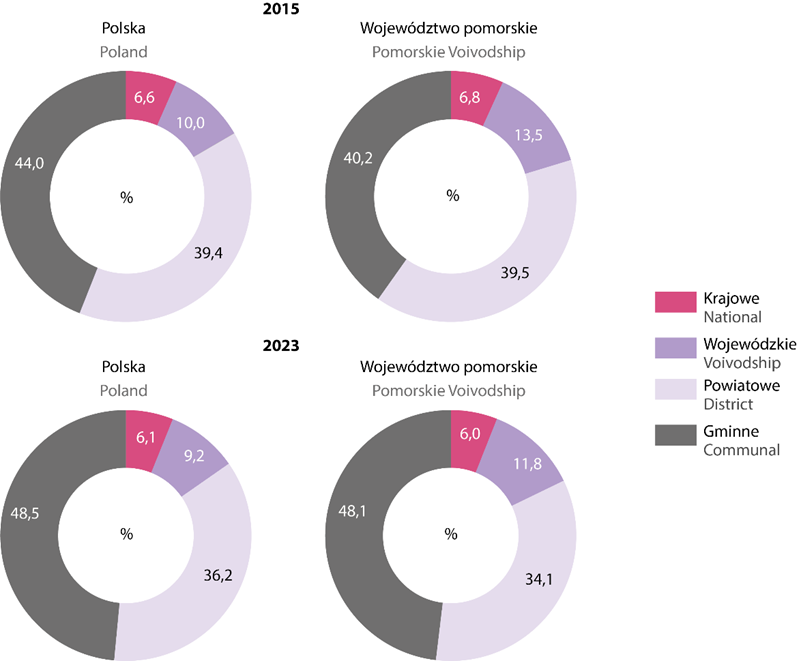 2015
Polska
Poland
Województwo pomorskie
Pomorskie Voivodship
6,6
10,0
39,4
44,0
%
6,8
13,5
39,5
40,2
%
Krajowe
National
Wojewódzkie
Voivodship
Powiatowe
District
Gminne
Communal
2023
Polska
Poland
Województwo pomorskie
Pomorskie Voivodship
6,1
9,2
36,2
48,5
%
6,0
11,8
34,1
48,1
%